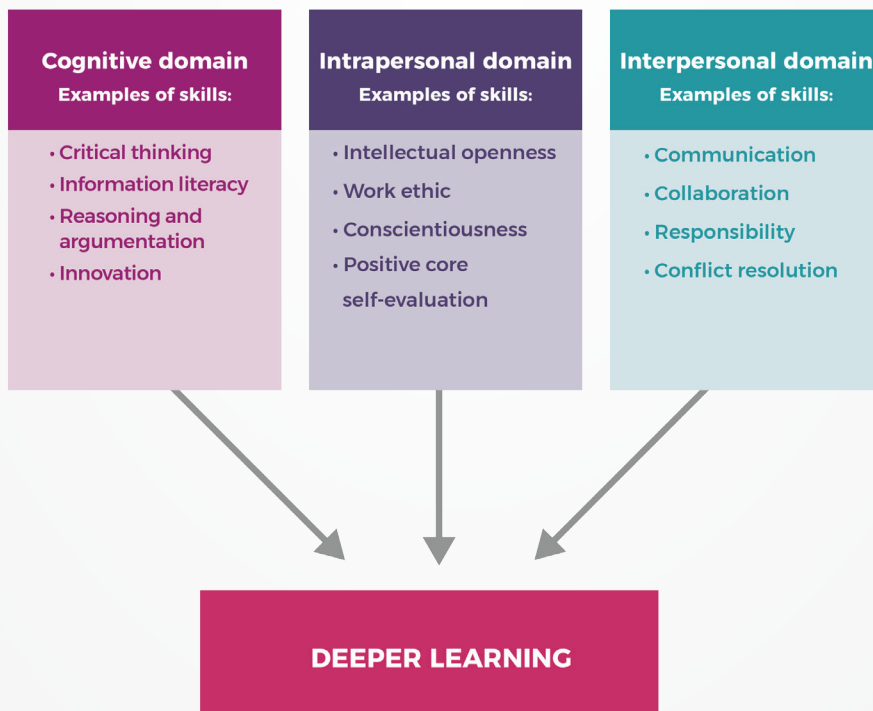 Cognitive domain
Examples of skills:
• Critical thinking
• Information literacy
• Reasoning and
argumentation
• Innovation
Intrapersonal domain
Examples of skills:
• Intellectual openness
• Work ethic
• Conscientiousness
• Positive core
self-evaluation
Interpersonal domain
Examples of skills:
• Communication
• Collaboration
• Responsibility
• Conflict resolution
DEEPER LEARNING